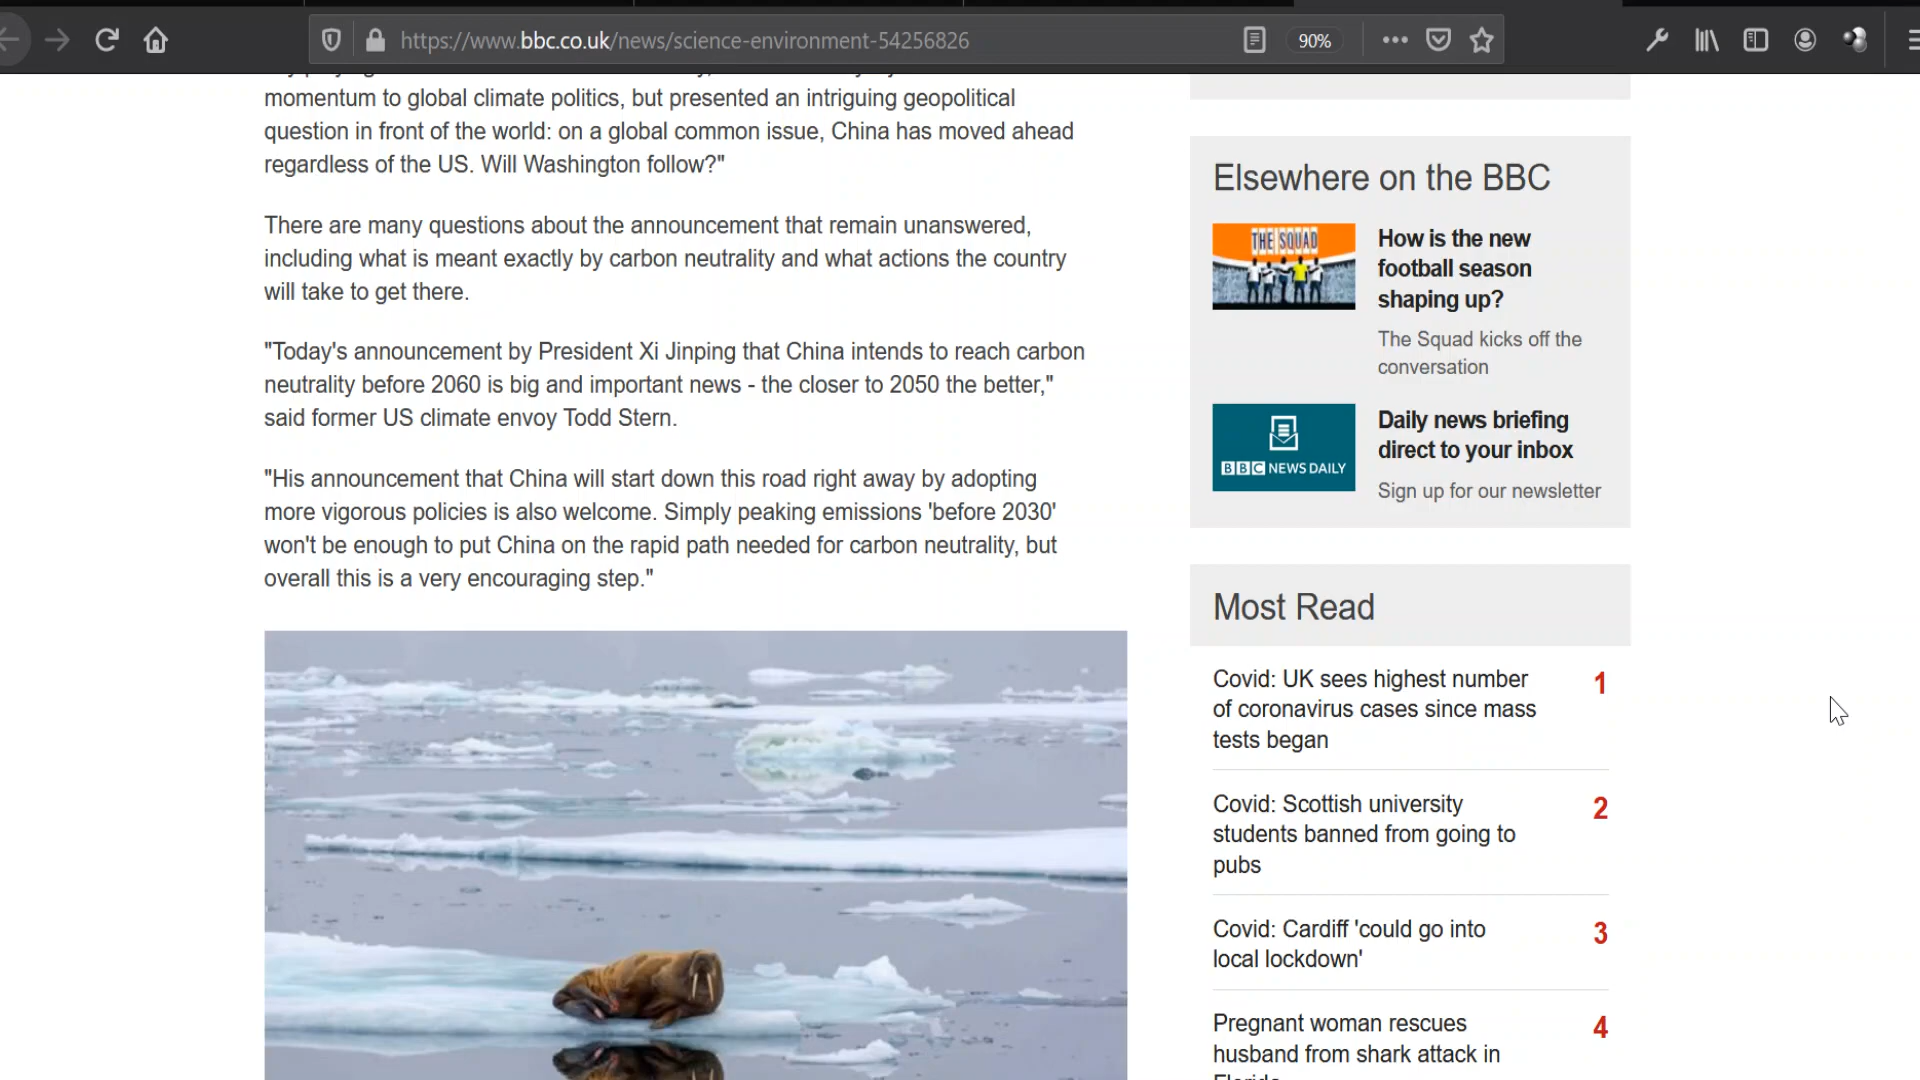 https://www.bbc.co.uk/news/science-environment-54256826
90%
momentum to global climate politics, but presented an intriguing geopolitical
question in front of the world: on a global common issue, China has moved ahead
regardless of the US. Will Washington follow?"
There are many questions about the announcement that remain unanswered,
including what is meant exactly by carbon neutrality and what actions the country
will take to get there.
"Today's announcement by President Xi Jinping that China intends to reach carbon
neutrality before 2060 is big and important news - the closer to 2050 the better,"
said former US climate envoy Todd Stern.
"His announcement that China will start down this road right away by adopting
more vigorous policies is also welcome. Simply peaking emissions 'before 2030'
won't be enough to put China on the rapid path needed for carbon neutrality, but
overall this is a very encouraging step."
Elsewhere on the BBC
THE SQUAD
How is the new
football season
shaping up?
The Squad kicks off the
conversation
BBC NEWS DAILY
Daily news briefing
direct to your inbox
Sign up for our newsletter
Most Read
Covid: UK sees highest number
of coronavirus cases since mass
tests began
1
Covid: Scottish university
students banned from going to
pubs
2
Covid: Cardiff 'could go into
local lockdown'
3
Pregnant woman rescues
husband from shark attack in
4